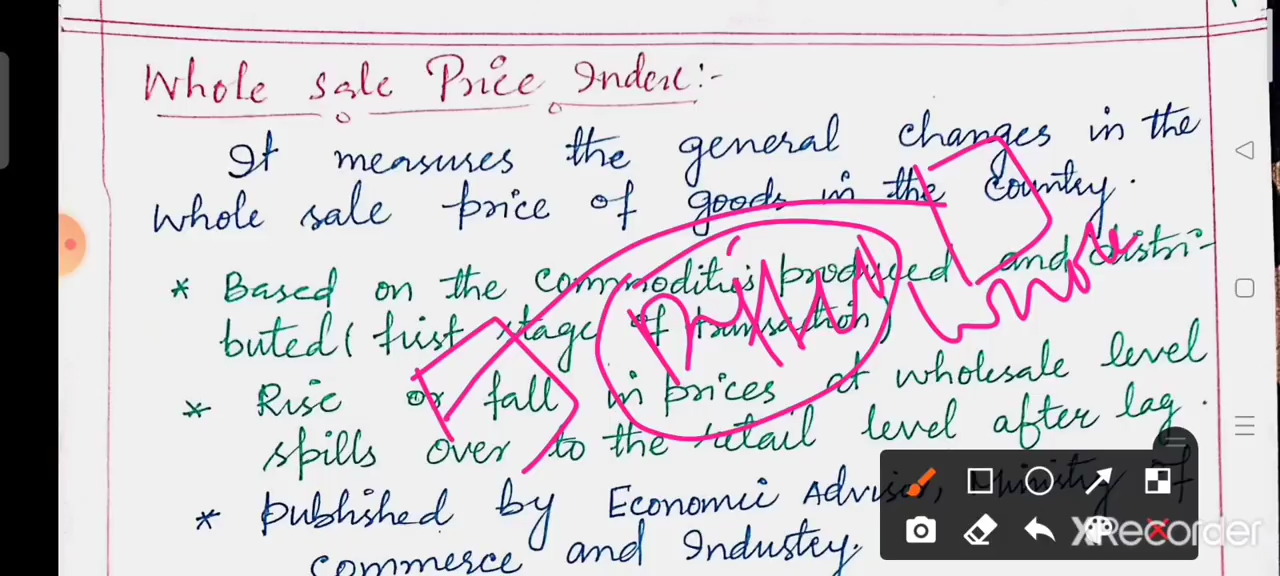 Whole sale Price Index:-
It measures the general changes in the
whole sale price of goods in the country.
* Based on the commodities produced and distri-
buted ( first stage of transaction)
* Rise or fall in prices at wholesale level
spills over to the retail level after lag.
* published by Economic Adviser, Ministry of
commerce and Industry.
XRecorder